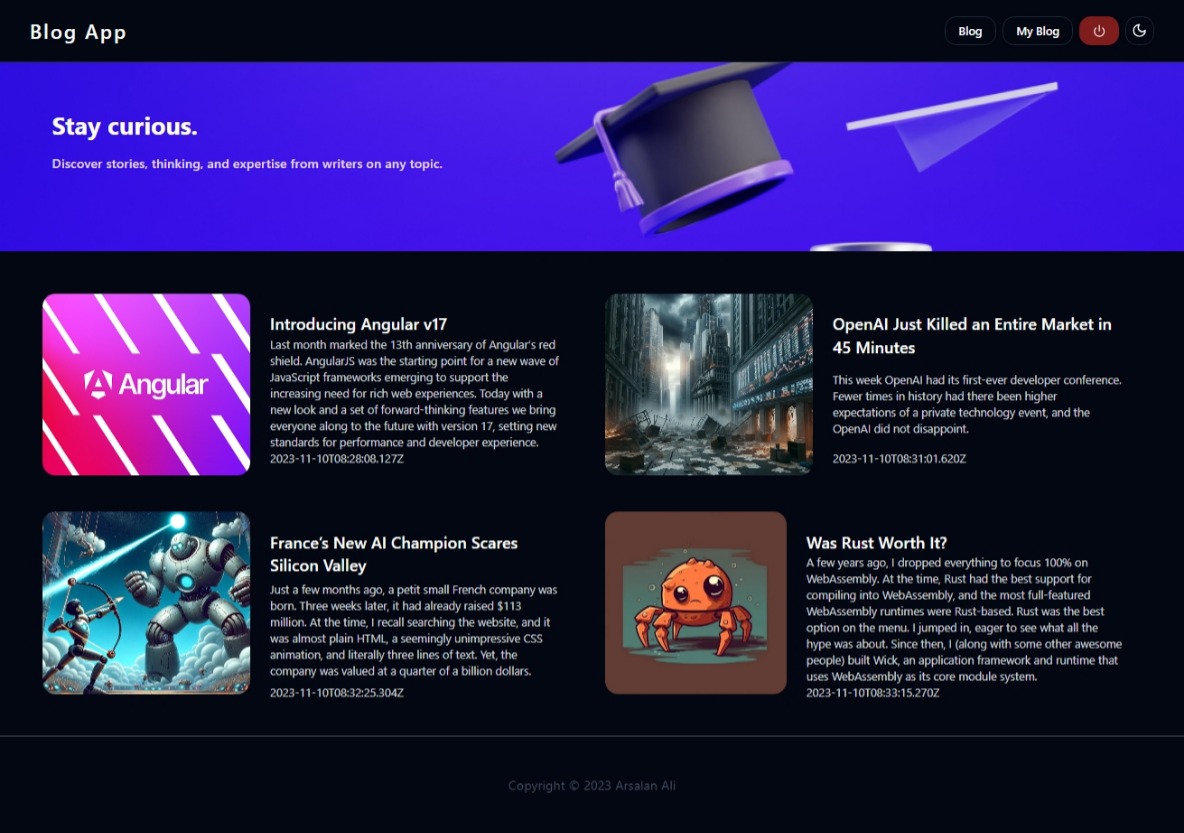 Blog App
Blog
My Blog
Stay curious.
Discover stories, thinking, and expertise from writers on any topic.
Angular
Introducing Angular v17
Last month marked the 13th anniversary of Angular's red
shield. AngularJS was the starting point for a new wave of
JavaScript frameworks emerging to support the
increasing need for rich web experiences. Today with a
new look and a set of forward-thinking features we bring
everyone along to the future with version 17, setting new
standards for performance and developer experience.
2023-11-10T08:28:08.127Z
OpenAI Just Killed an Entire Market in
45 Minutes
This week OpenAI had its first-ever developer conference.
Fewer times in history had there been higher
expectations of a private technology event, and the
OpenAI did not disappoint.
2023-11-10T08:31:01.620Z
France's New AI Champion Scares
Silicon Valley
Just a few months ago, a petit small French company was
born. Three weeks later, it had already raised $113
million. At the time, I recall searching the website, and it
was almost plain HTML, a seemingly unimpressive CSS
animation, and literally three lines of text. Yet, the
company was valued at a quarter of a billion dollars.
2023-11-10T08:32:25.304Z
Was Rust Worth It?
A few years ago, I dropped everything to focus 100% on
WebAssembly. At the time, Rust had the best support for
compiling into WebAssembly, and the most full-featured
WebAssembly runtimes were Rust-based. Rust was the best
option on the menu. I jumped in, eager to see what all the
hype was about. Since then, I (along with some other awesome
people) built Wick, an application framework and runtime that
uses WebAssembly as its core module system.
2023-11-10T08:33:15.270Z
Copyright © 2023 Arsalan Ali